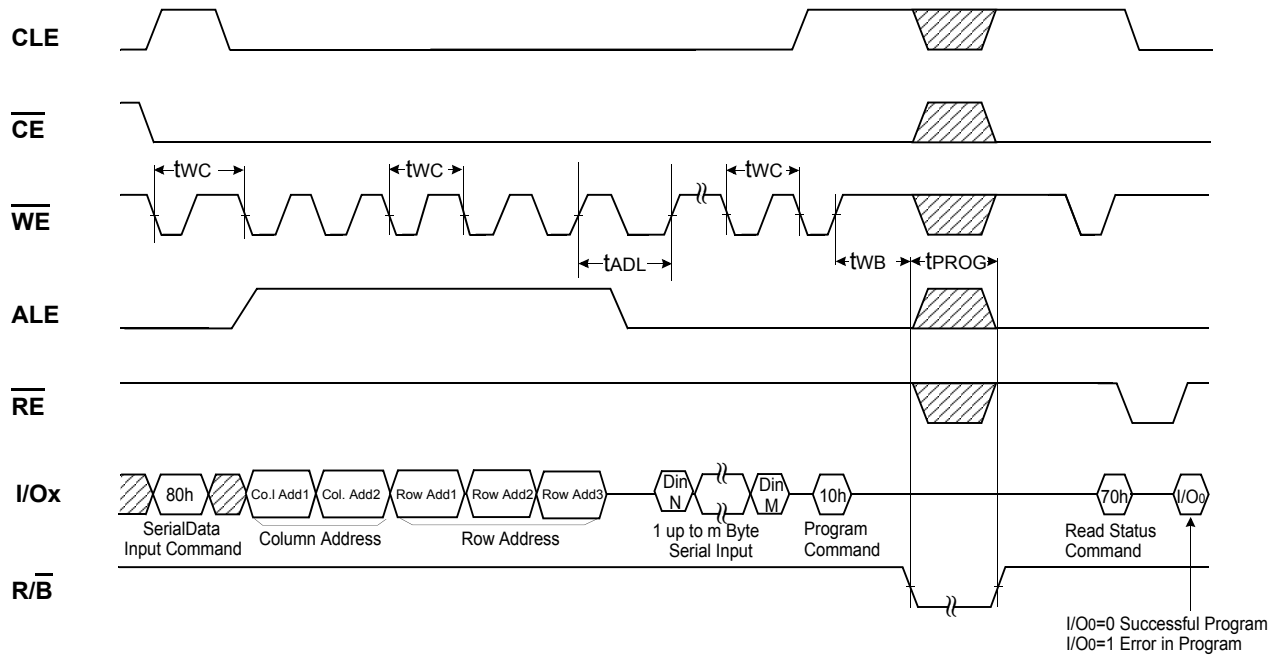 CLE
CE
tWC
tWC
tWC
WE
tADL
tWB
tPROG
ALE
RE
I/Ox
80h
Co.l Add1
Col. Add2
Row Add1
Row Add2
Row Add3
Din
N
Din
M
10h
70h
I/O0
SerialData
Input Command
Column Address
Row Address
1 up to m Byte
Serial Input
Program
Command
Read Status
Command
R/B
I/O0=0 Successful Program
I/O0=1 Error in Program